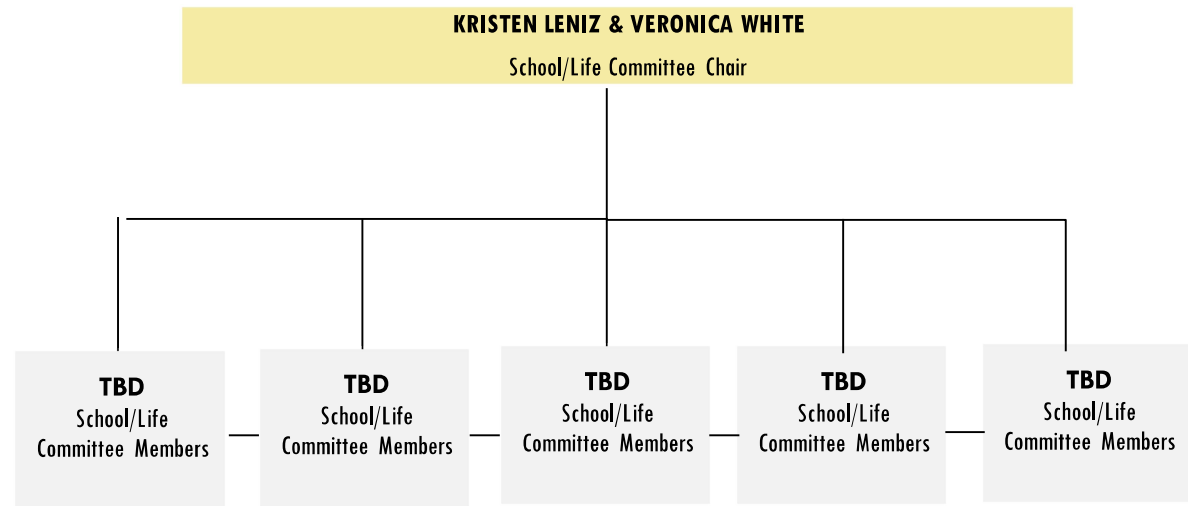 KRISTEN LENIZ & VERONICA WHITE
School/Life Committee Chair
TBD
School/Life
Committee Members
TBD
School/Life
Committee Members
TBD
School/Life
Committee Members
TBD
School/Life
Committee Members
TBD
School/Life
Committee Members